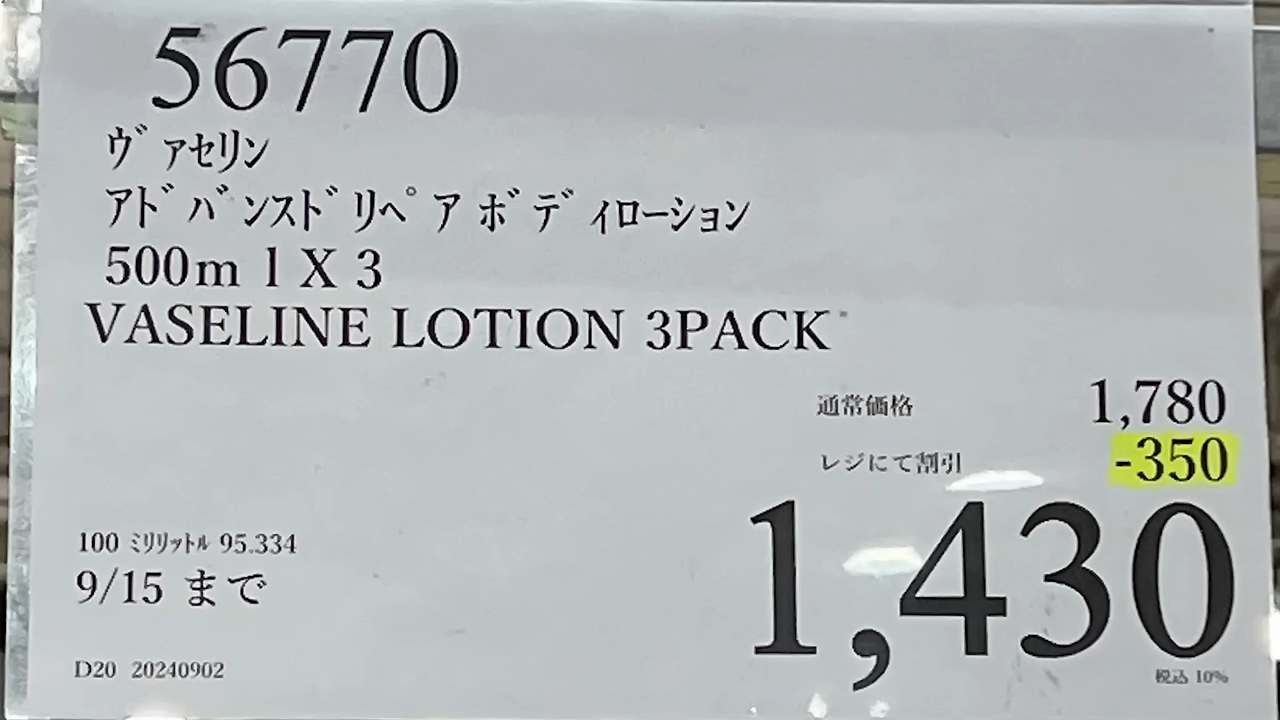 56770
ヴァセリン
アドバンスドリペア ボディローション
500m l X 3
VASELINE LOTION 3PACK
通常価格 1,780
レジにて割引 -350
1,430
100 ミリリットル 95.334
9/15 まで
D20 20240902
税込 10%